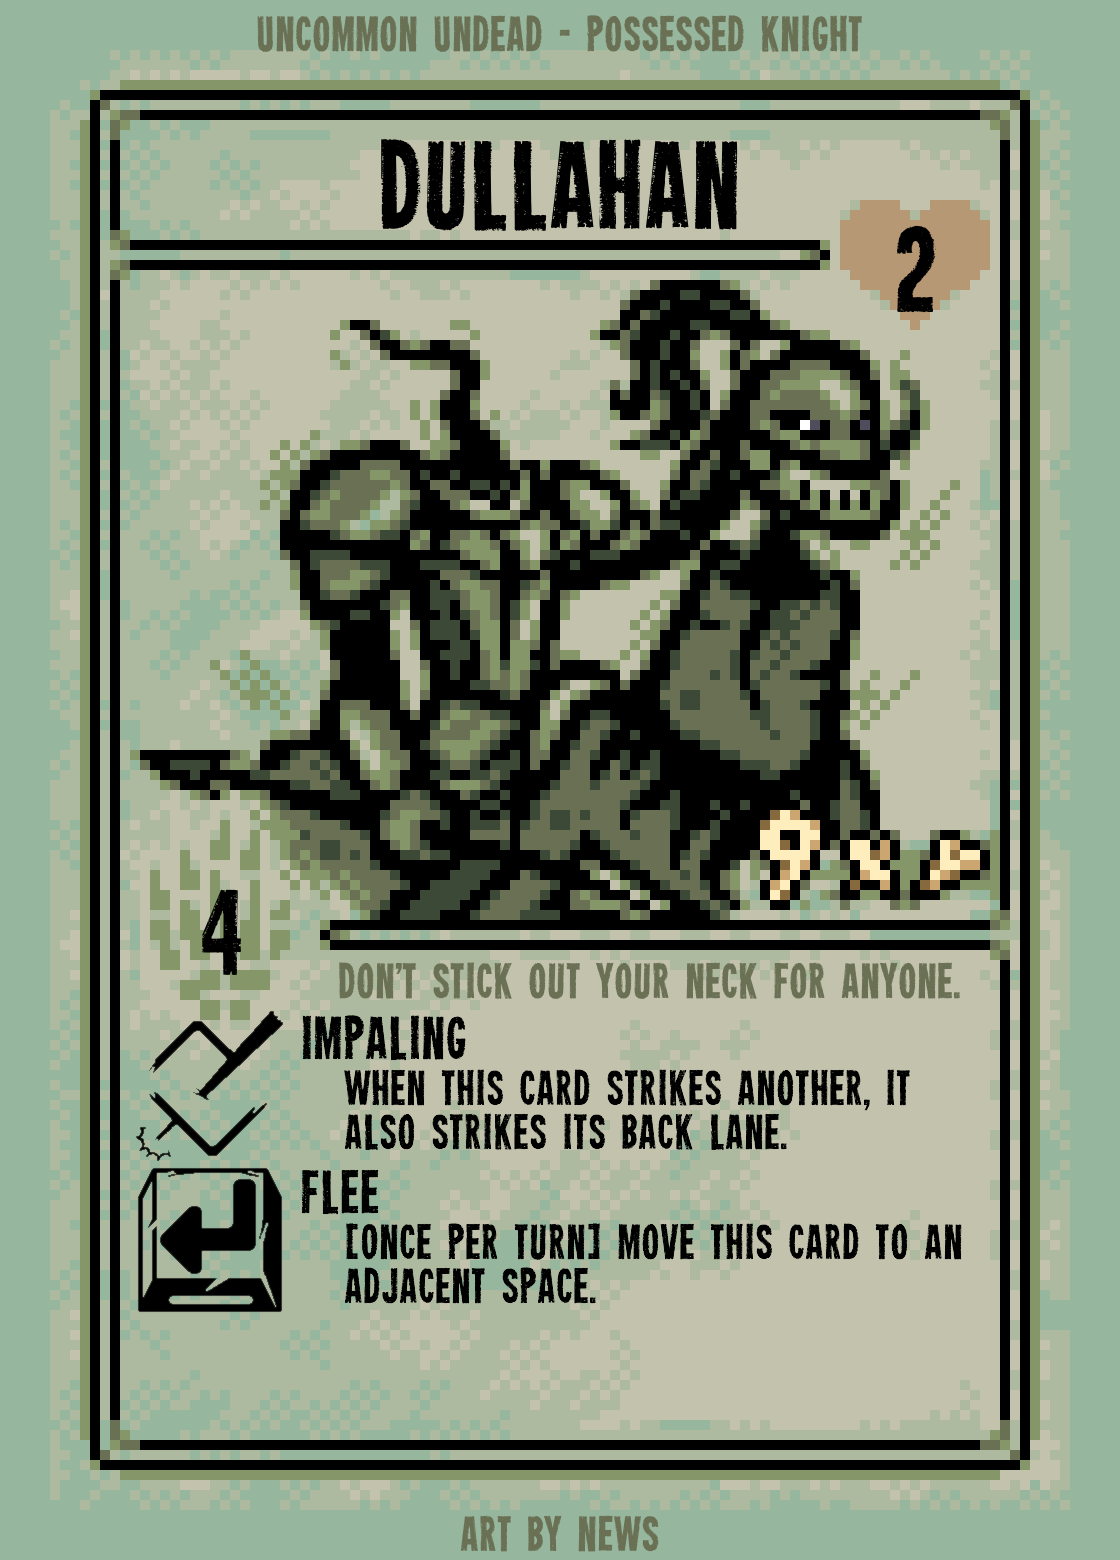 UNCOMMON UNDEAD - POSSESSED KNIGHT
DULLAHAN
2
9 XP
4
DON'T STICK OUT YOUR NECK FOR ANYONE.
IMPALING
WHEN THIS CARD STRIKES ANOTHER, IT
ALSO STRIKES ITS BACK LANE.
FLEE
[ONCE PER TURN] MOVE THIS CARD TO AN
ADJACENT SPACE.
ART BY NEWS